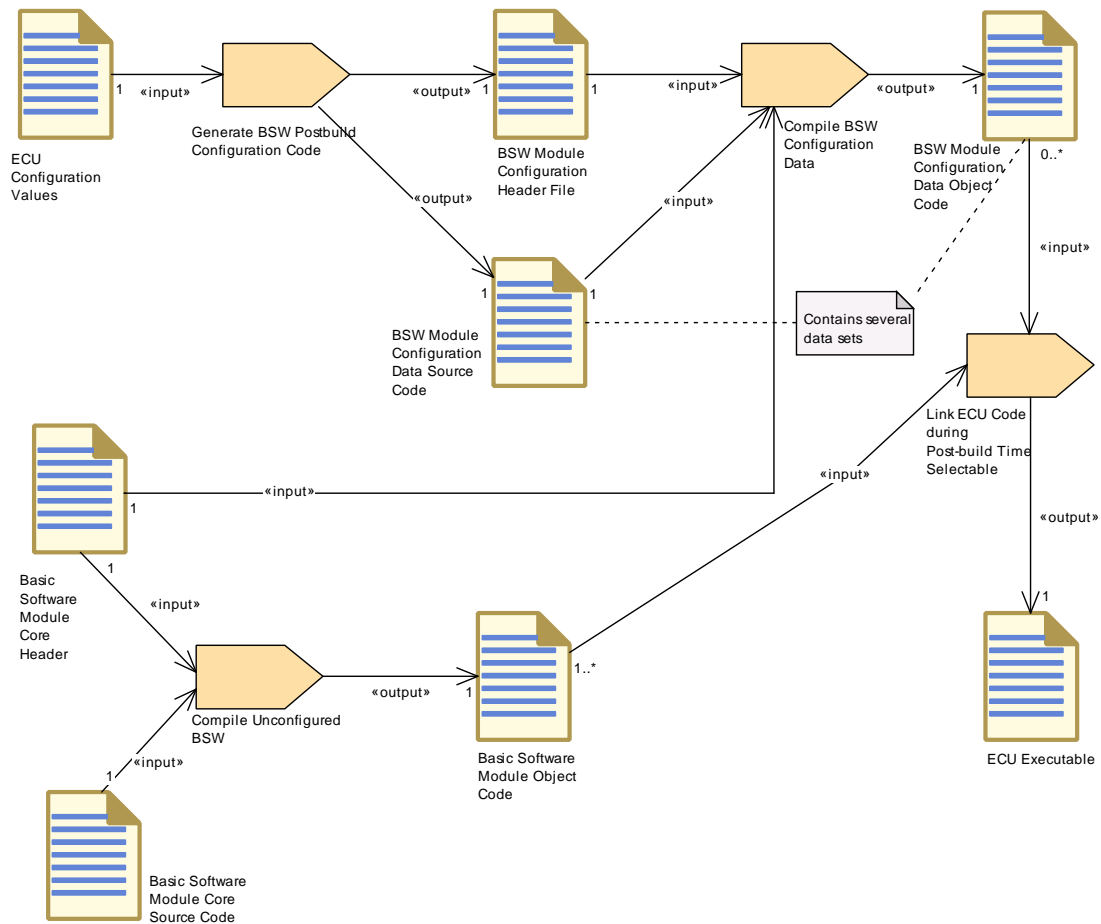 1
«input»
Generate BSW Postbuild
Configuration Code
«output»
1
1
«input»
Compile BSW
Configuration
Data
«output»
1
ECU
Configuration
Values
BSW Module
Configuration
Header File
BSW Module
Configuration
Data Object
Code
0..*
«output»
«input»
«input»
1
1
BSW Module
Configuration
Data Source
Code
Contains several
data sets
Link ECU Code
during
Post-build Time
Selectable
1
«input»
«input»
«output»
Basic
Software
Module
Core
Header
1
«input»
1
Compile Unconfigured
BSW
«output»
1
1..*
Basic Software
Module Object
Code
ECU Executable
«input»
1
Basic Software
Module Core
Source Code